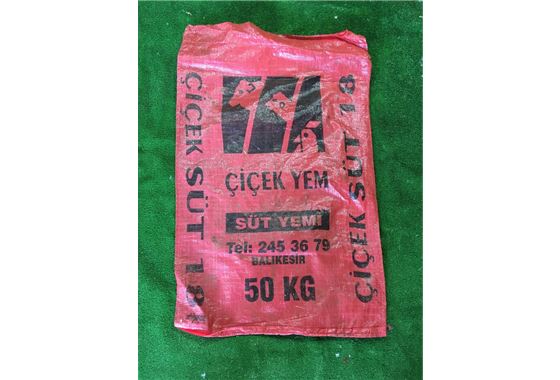 ÇİÇEK SÜT 18
ÇİÇEK YEM
SÜT YEMİ
Tel: 245 36 79
BALIKESİR
50 KG
ÇİÇEK SÜT 18